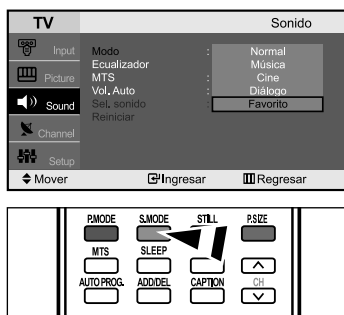 TV Sonido
Input
Picture
Sound
Channel
Setup
Modo :
Ecualizador
MTS :
Vol. Auto :
Sel. sonido :
Reiniciar
Normal
Música
Cine
Diálogo
Favorito
Mover Ingresar Regresar
P.MODE S.MODE STILL P.SIZE
MTS SLEEP
AUTO PROG. ADD/DEL CAPTION CH